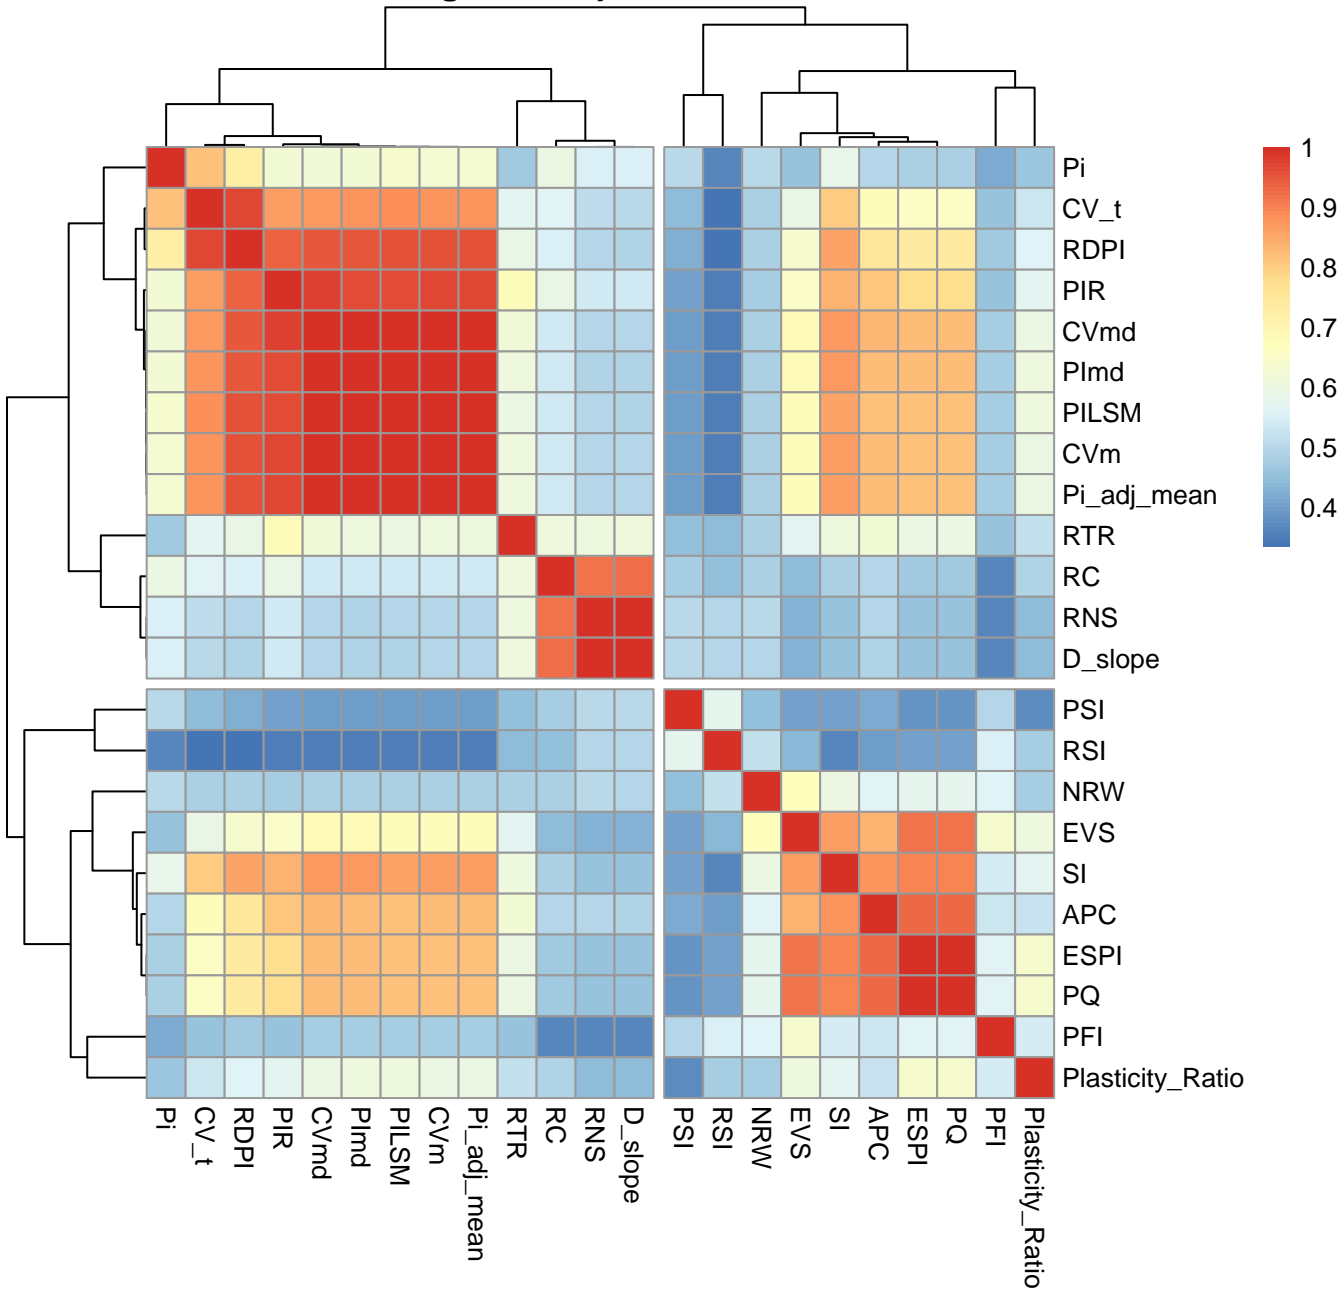 1
0.9
0.8
0.7
0.6
0.5
0.4
Pi
CV_t
RDPI
PIR
CVmd
PImd
PILSM
CVm
Pi_adj_mean
RTR
RC
RNS
D_slope
PSI
RSI
NRW
EVS
SI
APC
ESPI
PQ
PFI
Plasticity_Ratio
Pi
CV_t
RDPI
PIR
CVmd
PImd
PILSM
CVm
Pi_adj_mean
RTR
RC
RNS
D_slope
PSI
RSI
NRW
EVS
SI
APC
ESPI
PQ
PFI
Plasticity_Ratio